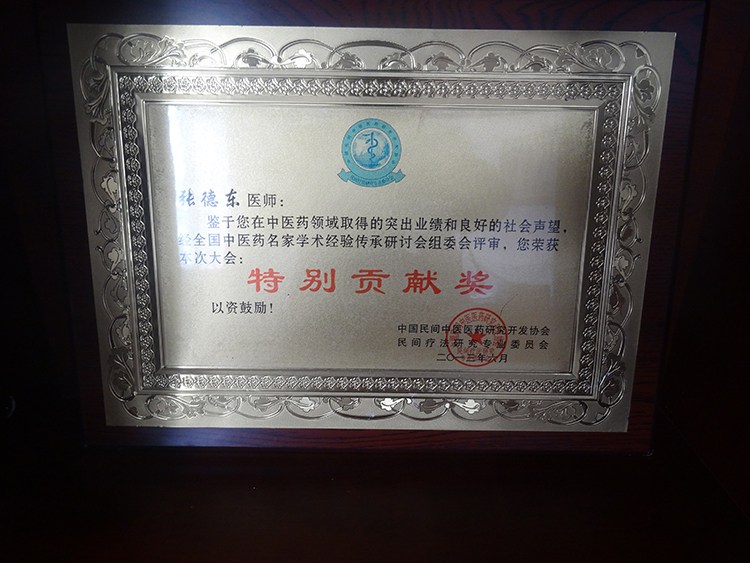 张德东医师：
鉴于您在中医药领域取得的突出业绩和良好的社会声望，
经全国中医药名家学术经验传承研讨会组委会评审，您荣获
本次大会：
特别贡献奖
以资鼓励！
中国民间中医医药研究开发协会
民间疗法研究专业委员会
二〇一三年六月